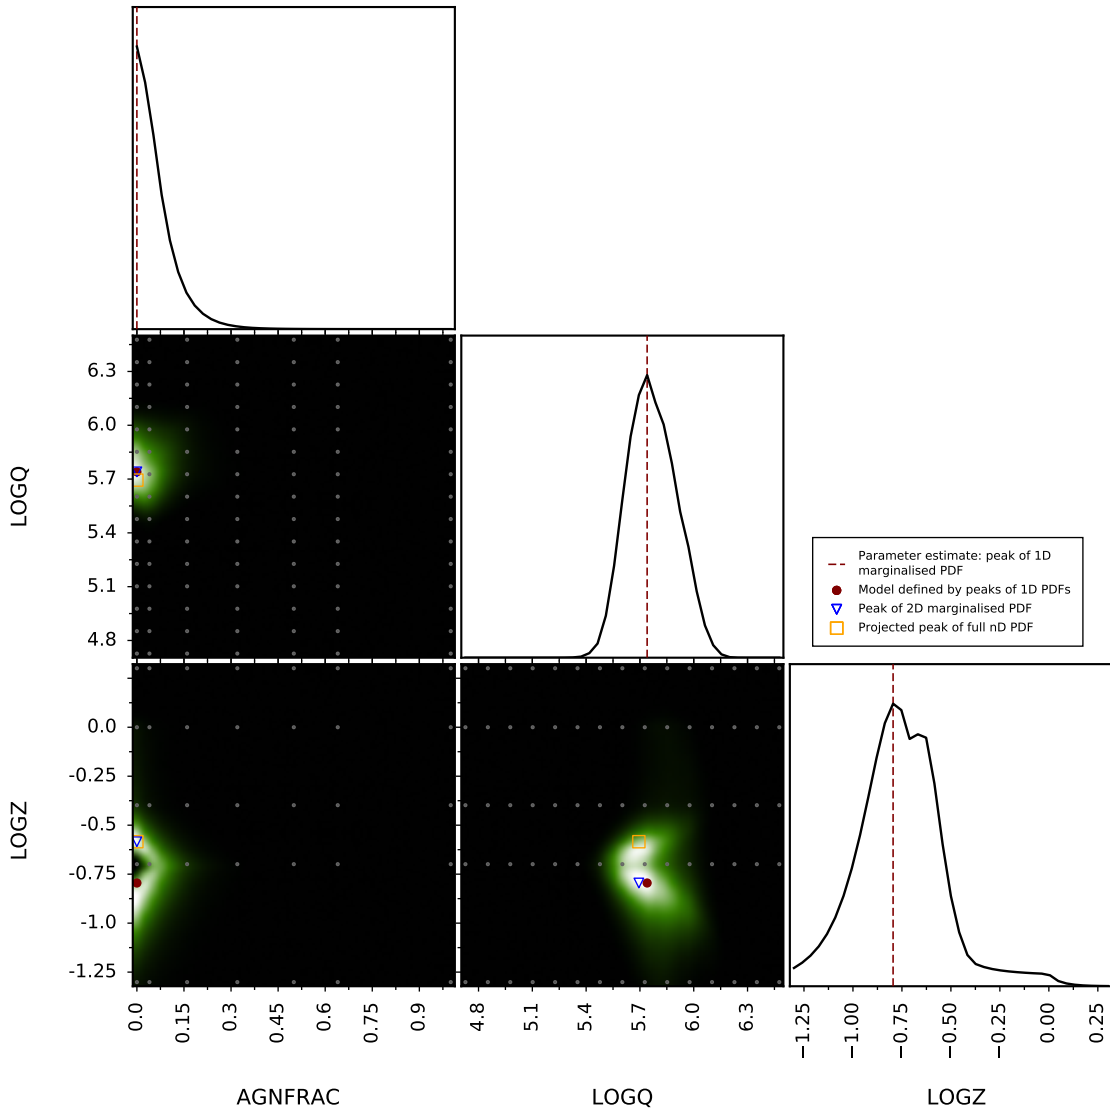 6.3
6.0
5.7
5.4
5.1
4.8
LOGQ
Parameter estimate: peak of 1D
marginalised PDF
Model defined by peaks of 1D PDFs
Peak of 2D marginalised PDF
Projected peak of full nD PDF
0.0
-0.25
-0.5
-0.75
-1.0
-1.25
LOGZ
0.0 0.15 0.3 0.45 0.6 0.75 0.9
4.8 5.1 5.4 5.7 6.0 6.3
−1.25 −1.00 −0.75 −0.50 0.00 0.25
AGNFRAC LOGQ LOGZ